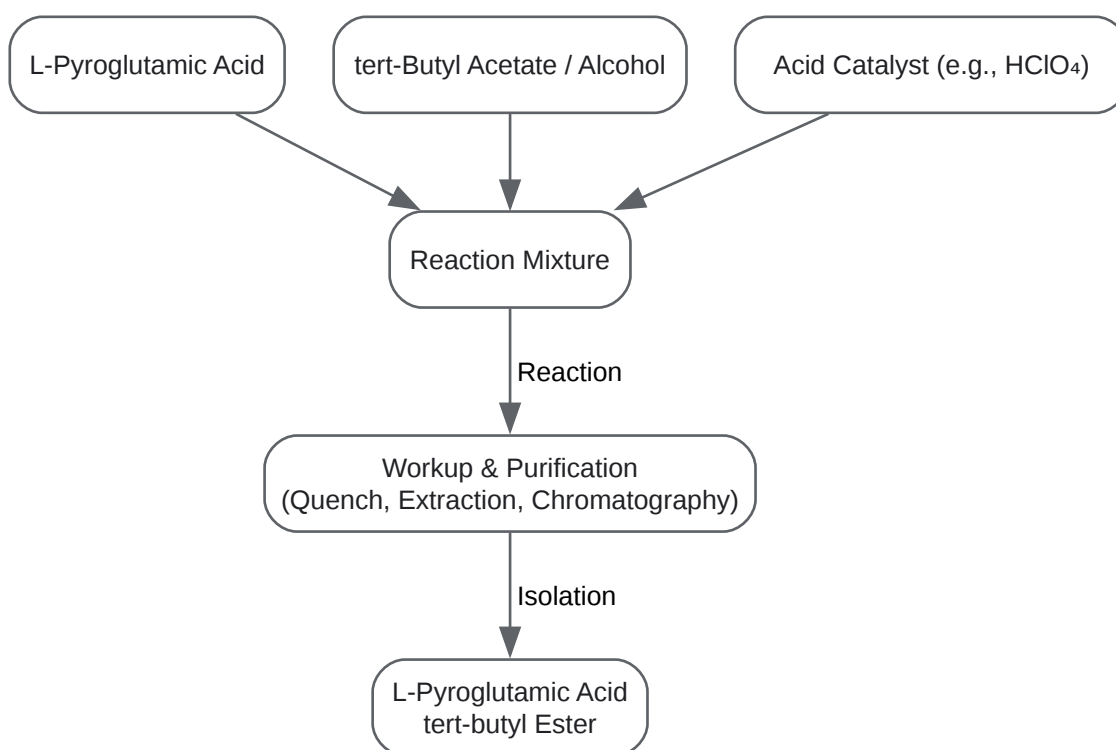 L-Pyroglutamic Acid
tert-Butyl Acetate / Alcohol
Acid Catalyst (e.g., HClO₄)
Reaction Mixture
Reaction
Workup & Purification
(Quench, Extraction, Chromatography)
Isolation
L-Pyroglutamic Acid
tert-butyl Ester